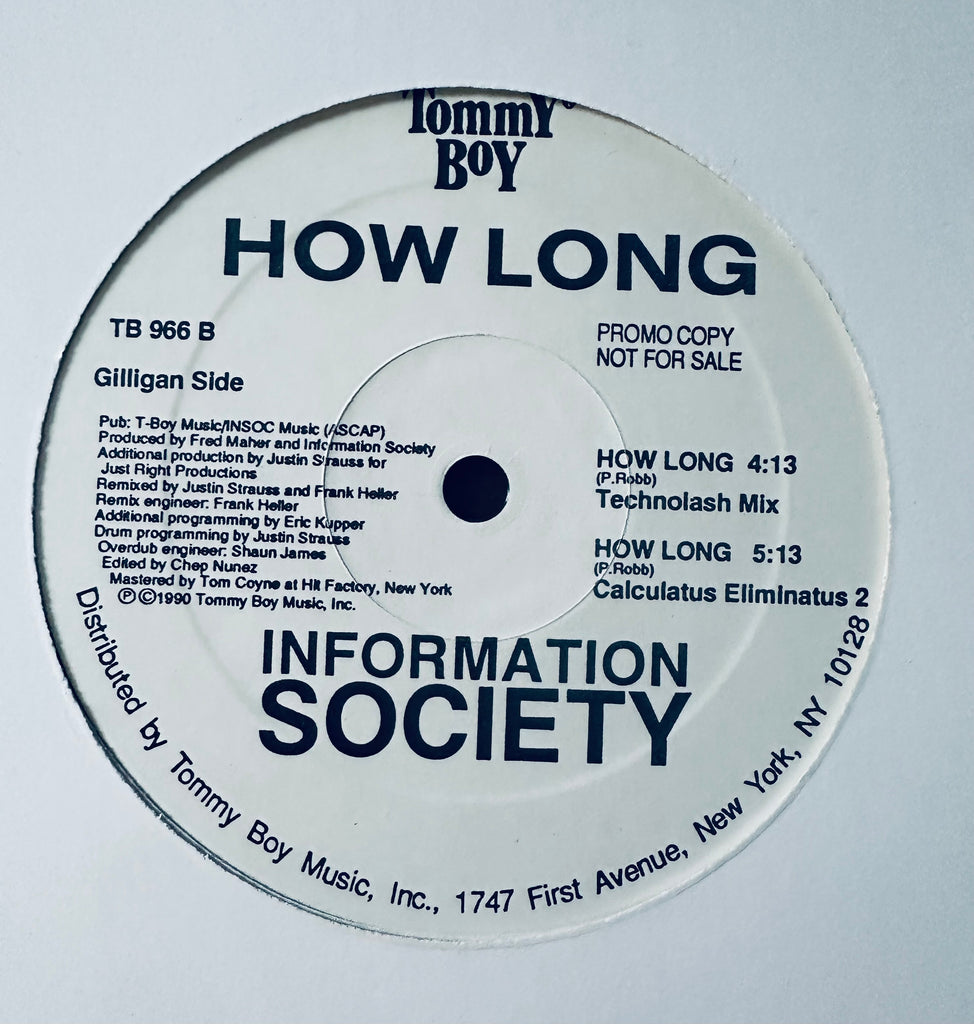 Tommy
Boy
HOW LONG
TB 966 B
Gilligan Side
PROMO COPY
NOT FOR SALE
Pub: T-Boy Music/INSOC Music (ASCAP)
Produced by Fred Maher and Information Society
Additional production by Justin Strauss for
Just Right Productions
Remixed by Justin Strauss and Frank Heller
Remix engineer: Frank Heller
Additional programming by Eric Kupper
Drum programming by Justin Strauss
Overdub engineer: Shaun James
Edited by Chep Nunez
Mastered by Tom Coyne at Hit Factory, New York
℗©1990 Tommy Boy Music, Inc.
HOW LONG 4:13
(P.Robb)
Technolash Mix
HOW LONG 5:13
(P.Robb)
Calculatus Eliminatus 2
INFORMATION
SOCIETY
Distributed by Tommy Boy Music, Inc., 1747 First Avenue, New York, NY 10128